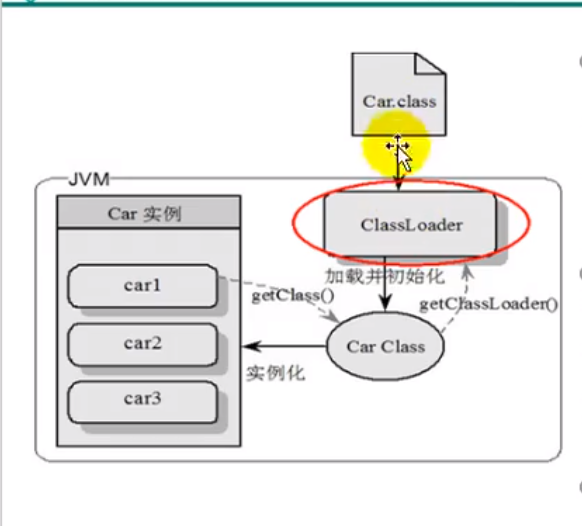 Car.class
JVM
Car 实例
ClassLoader
加载并初始化
car1
getClass()
getClassLoader()
car2
Car Class
实例化
car3